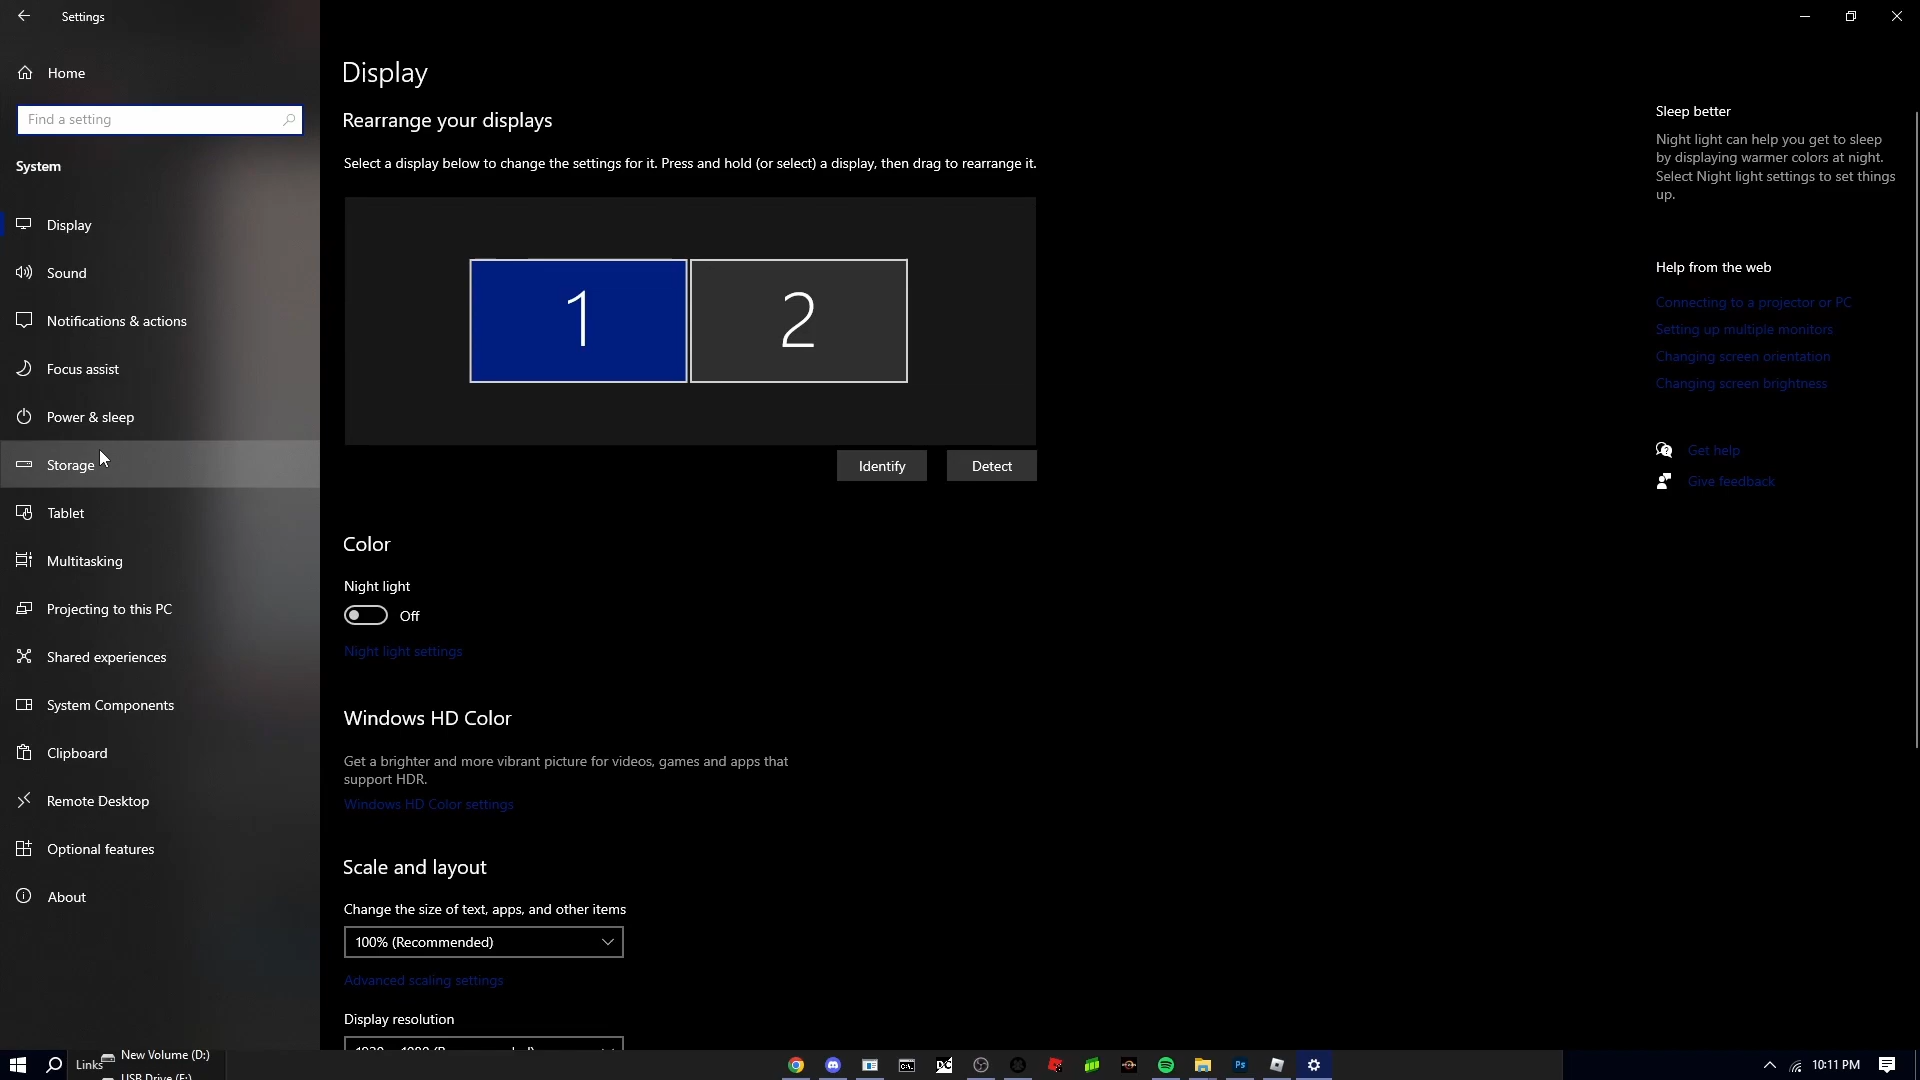 Settings
Home
Find a setting
System
Display
Sound
Notifications & actions
Focus assist
Power & sleep
Storage
Tablet
Multitasking
Projecting to this PC
Shared experiences
System Components
Clipboard
Remote Desktop
Optional features
About
Display
Rearrange your displays
Select a display below to change the settings for it. Press and hold (or select) a display, then drag to rearrange it.
1
2
Identify
Detect
Color
Night light
Off
Night light settings
Windows HD Color
Get a brighter and more vibrant picture for videos, games and apps that
support HDR.
Windows HD Color settings
Scale and layout
Change the size of text, apps, and other items
100% (Recommended)
Advanced scaling settings
Display resolution
Sleep better
Night light can help you get to sleep
by displaying warmer colors at night.
Select Night light settings to set things
up.
Help from the web
Connecting to a projector or PC
Setting up multiple monitors
Changing screen orientation
Changing screen brightness
Get help
Give feedback
Links
New Volume (D:)
USB Drive (F:)
Ps
10:11 PM